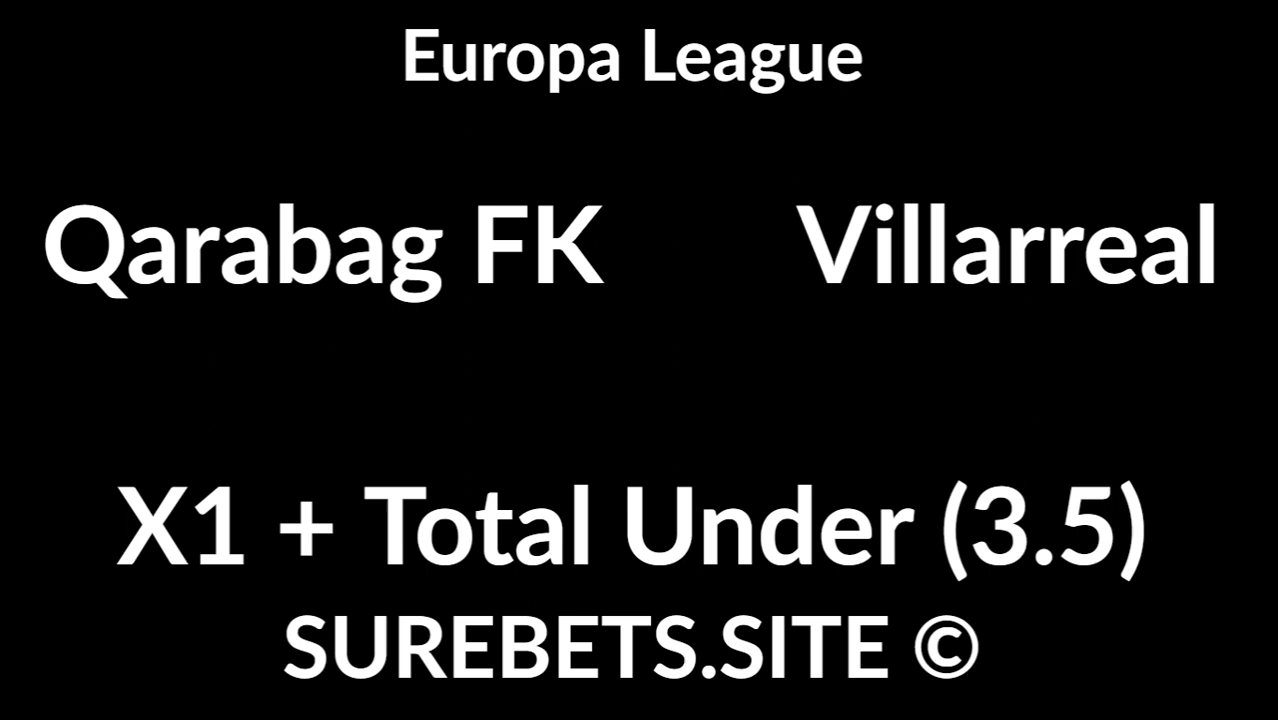 Europa League
Qarabag FK Villarreal
X1 + Total Under (3.5)
SUREBETS.SITE ©